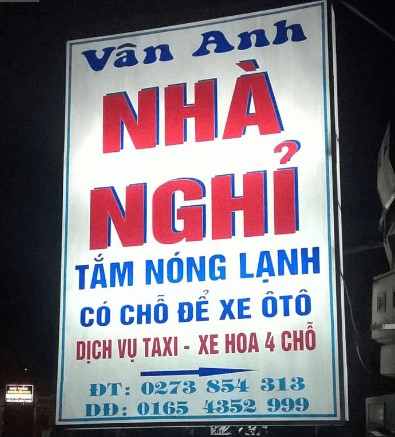 Vân Anh
NHÀ
NGHỈ
TẮM NÓNG LẠNH
CÓ CHỖ ĐỂ XE ÔTÔ
DỊCH VỤ TAXI - XE HOA 4 CHỖ
ĐT: 0273 854 313
DĐ: 0165 4352 999